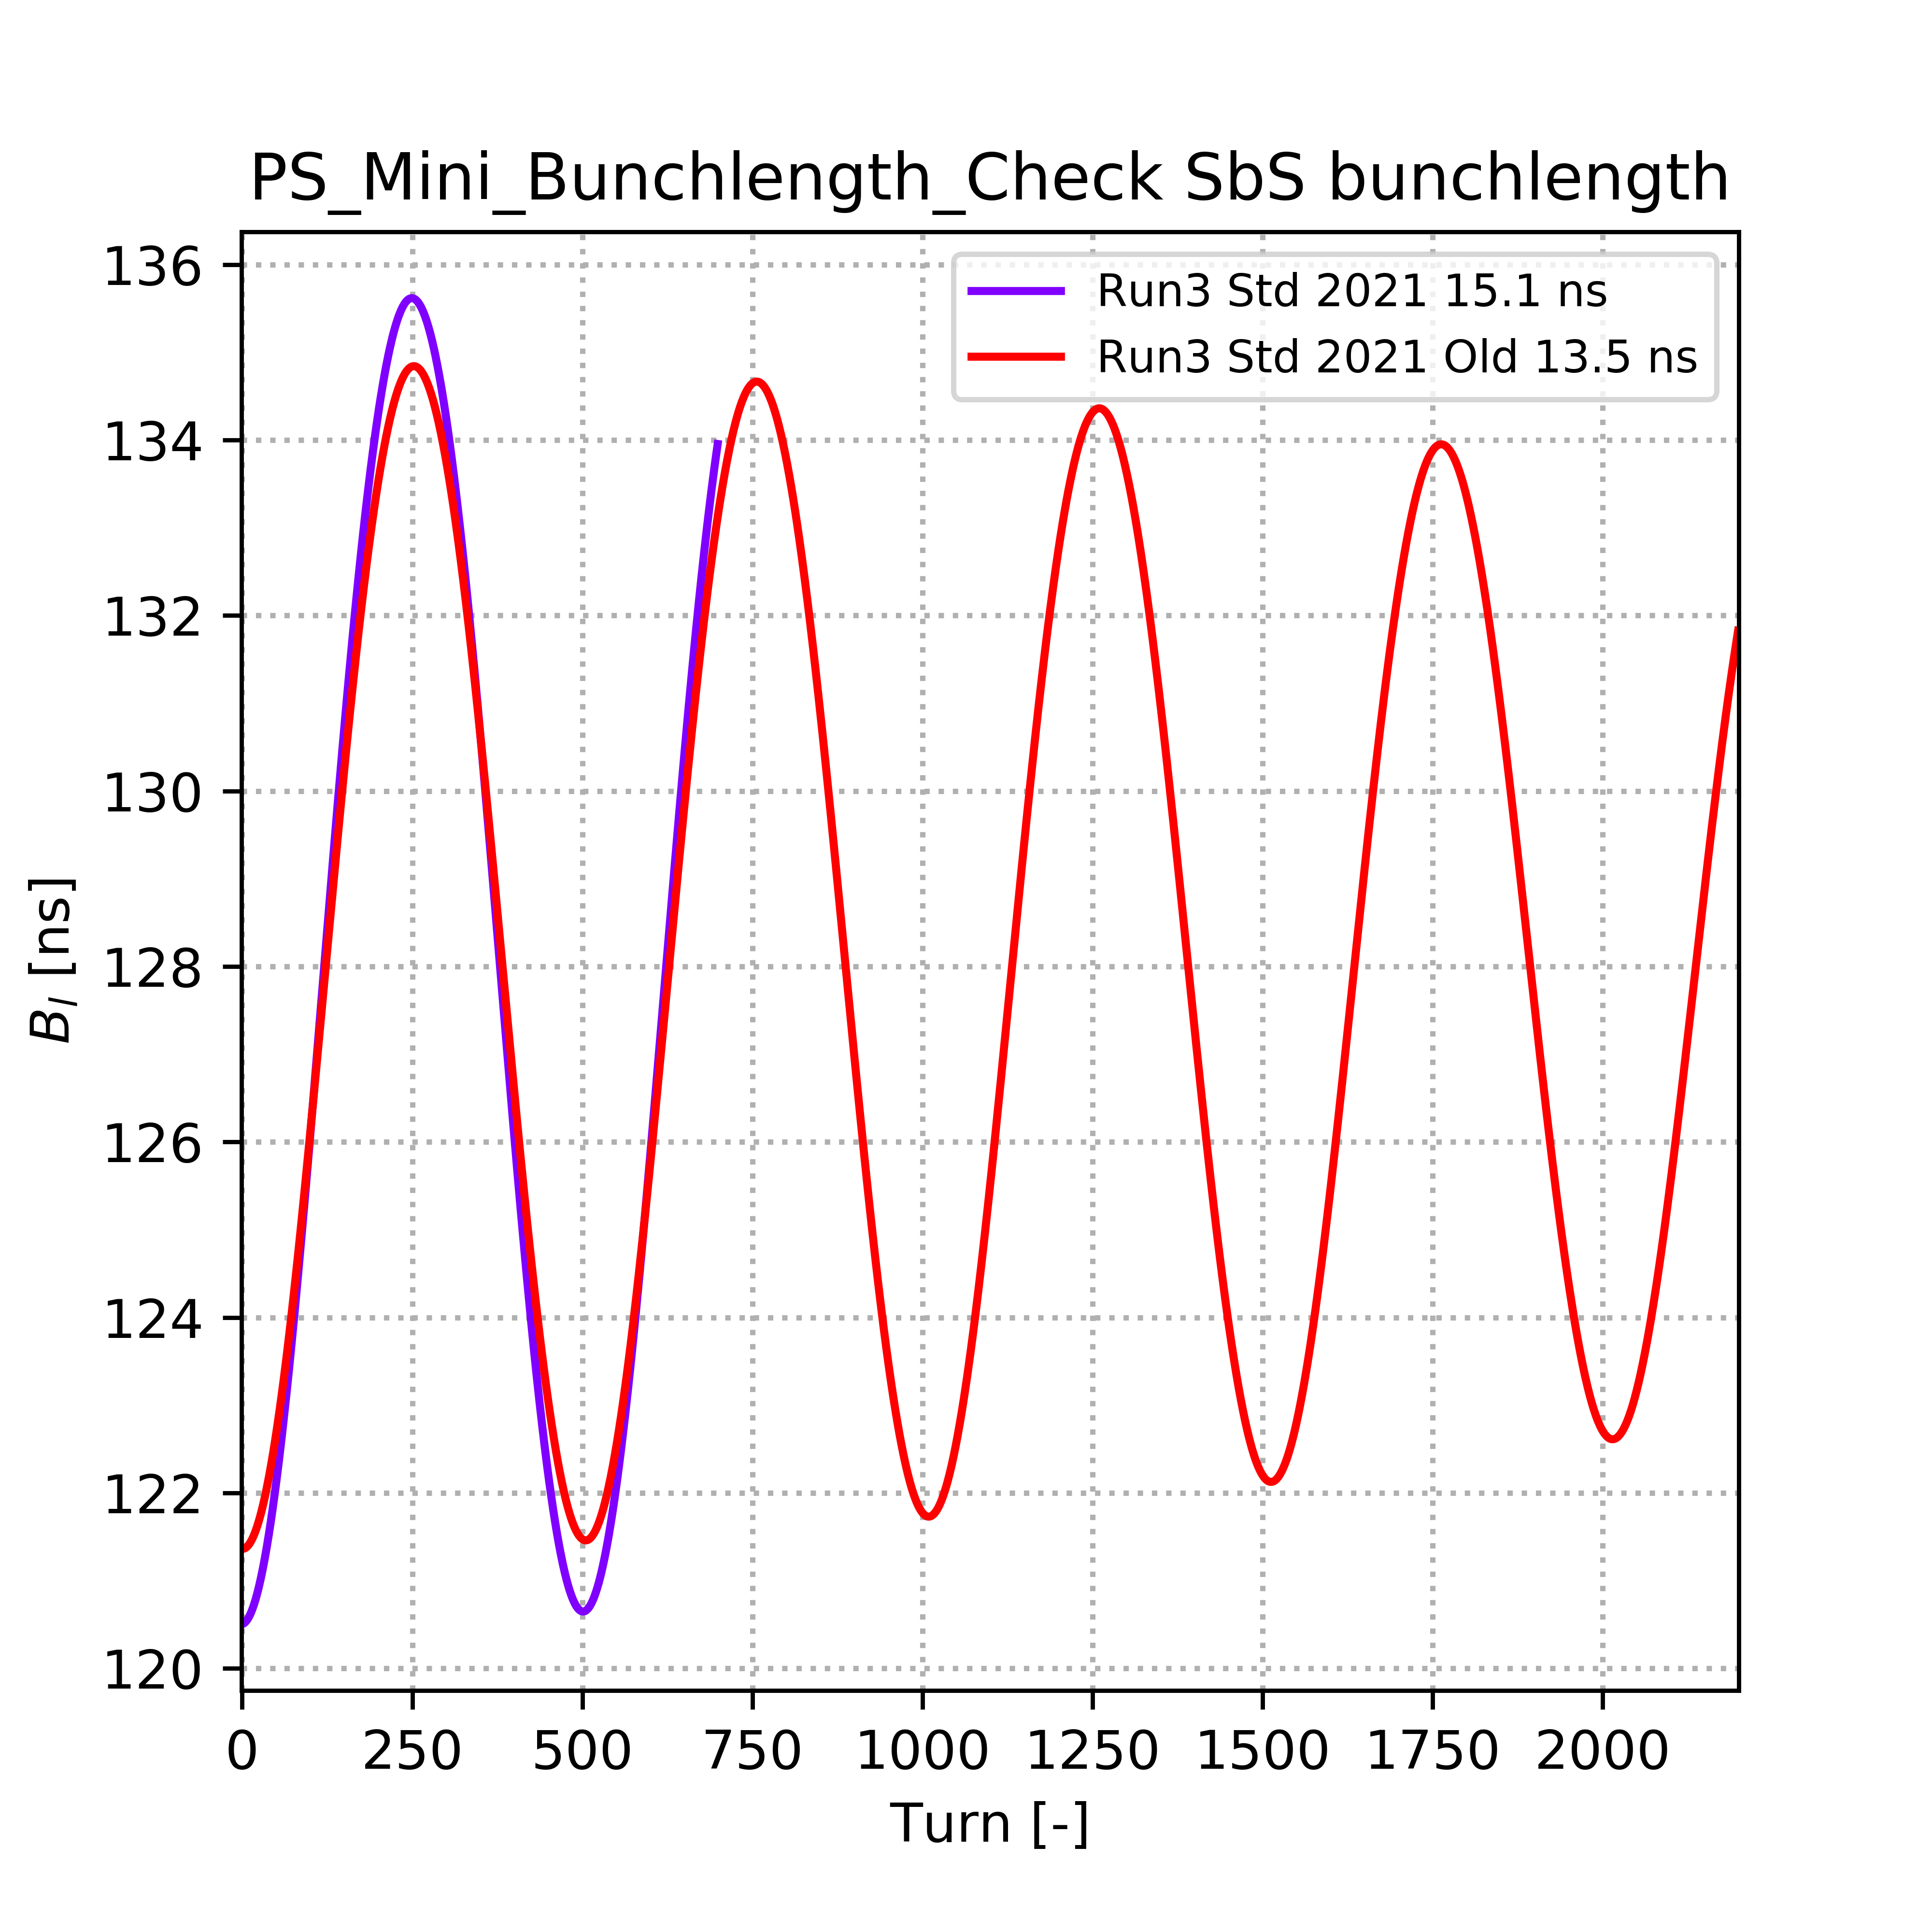 PS_Mini_Bunchlength_Check SbS bunchlength
Run3 Std 2021 15.1 ns
Run3 Std 2021 Old 13.5 ns
136
134
132
130
128
126
124
122
120
B_l [ns]
0 250 500 750 1000 1250 1500 1750 2000
Turn [-]